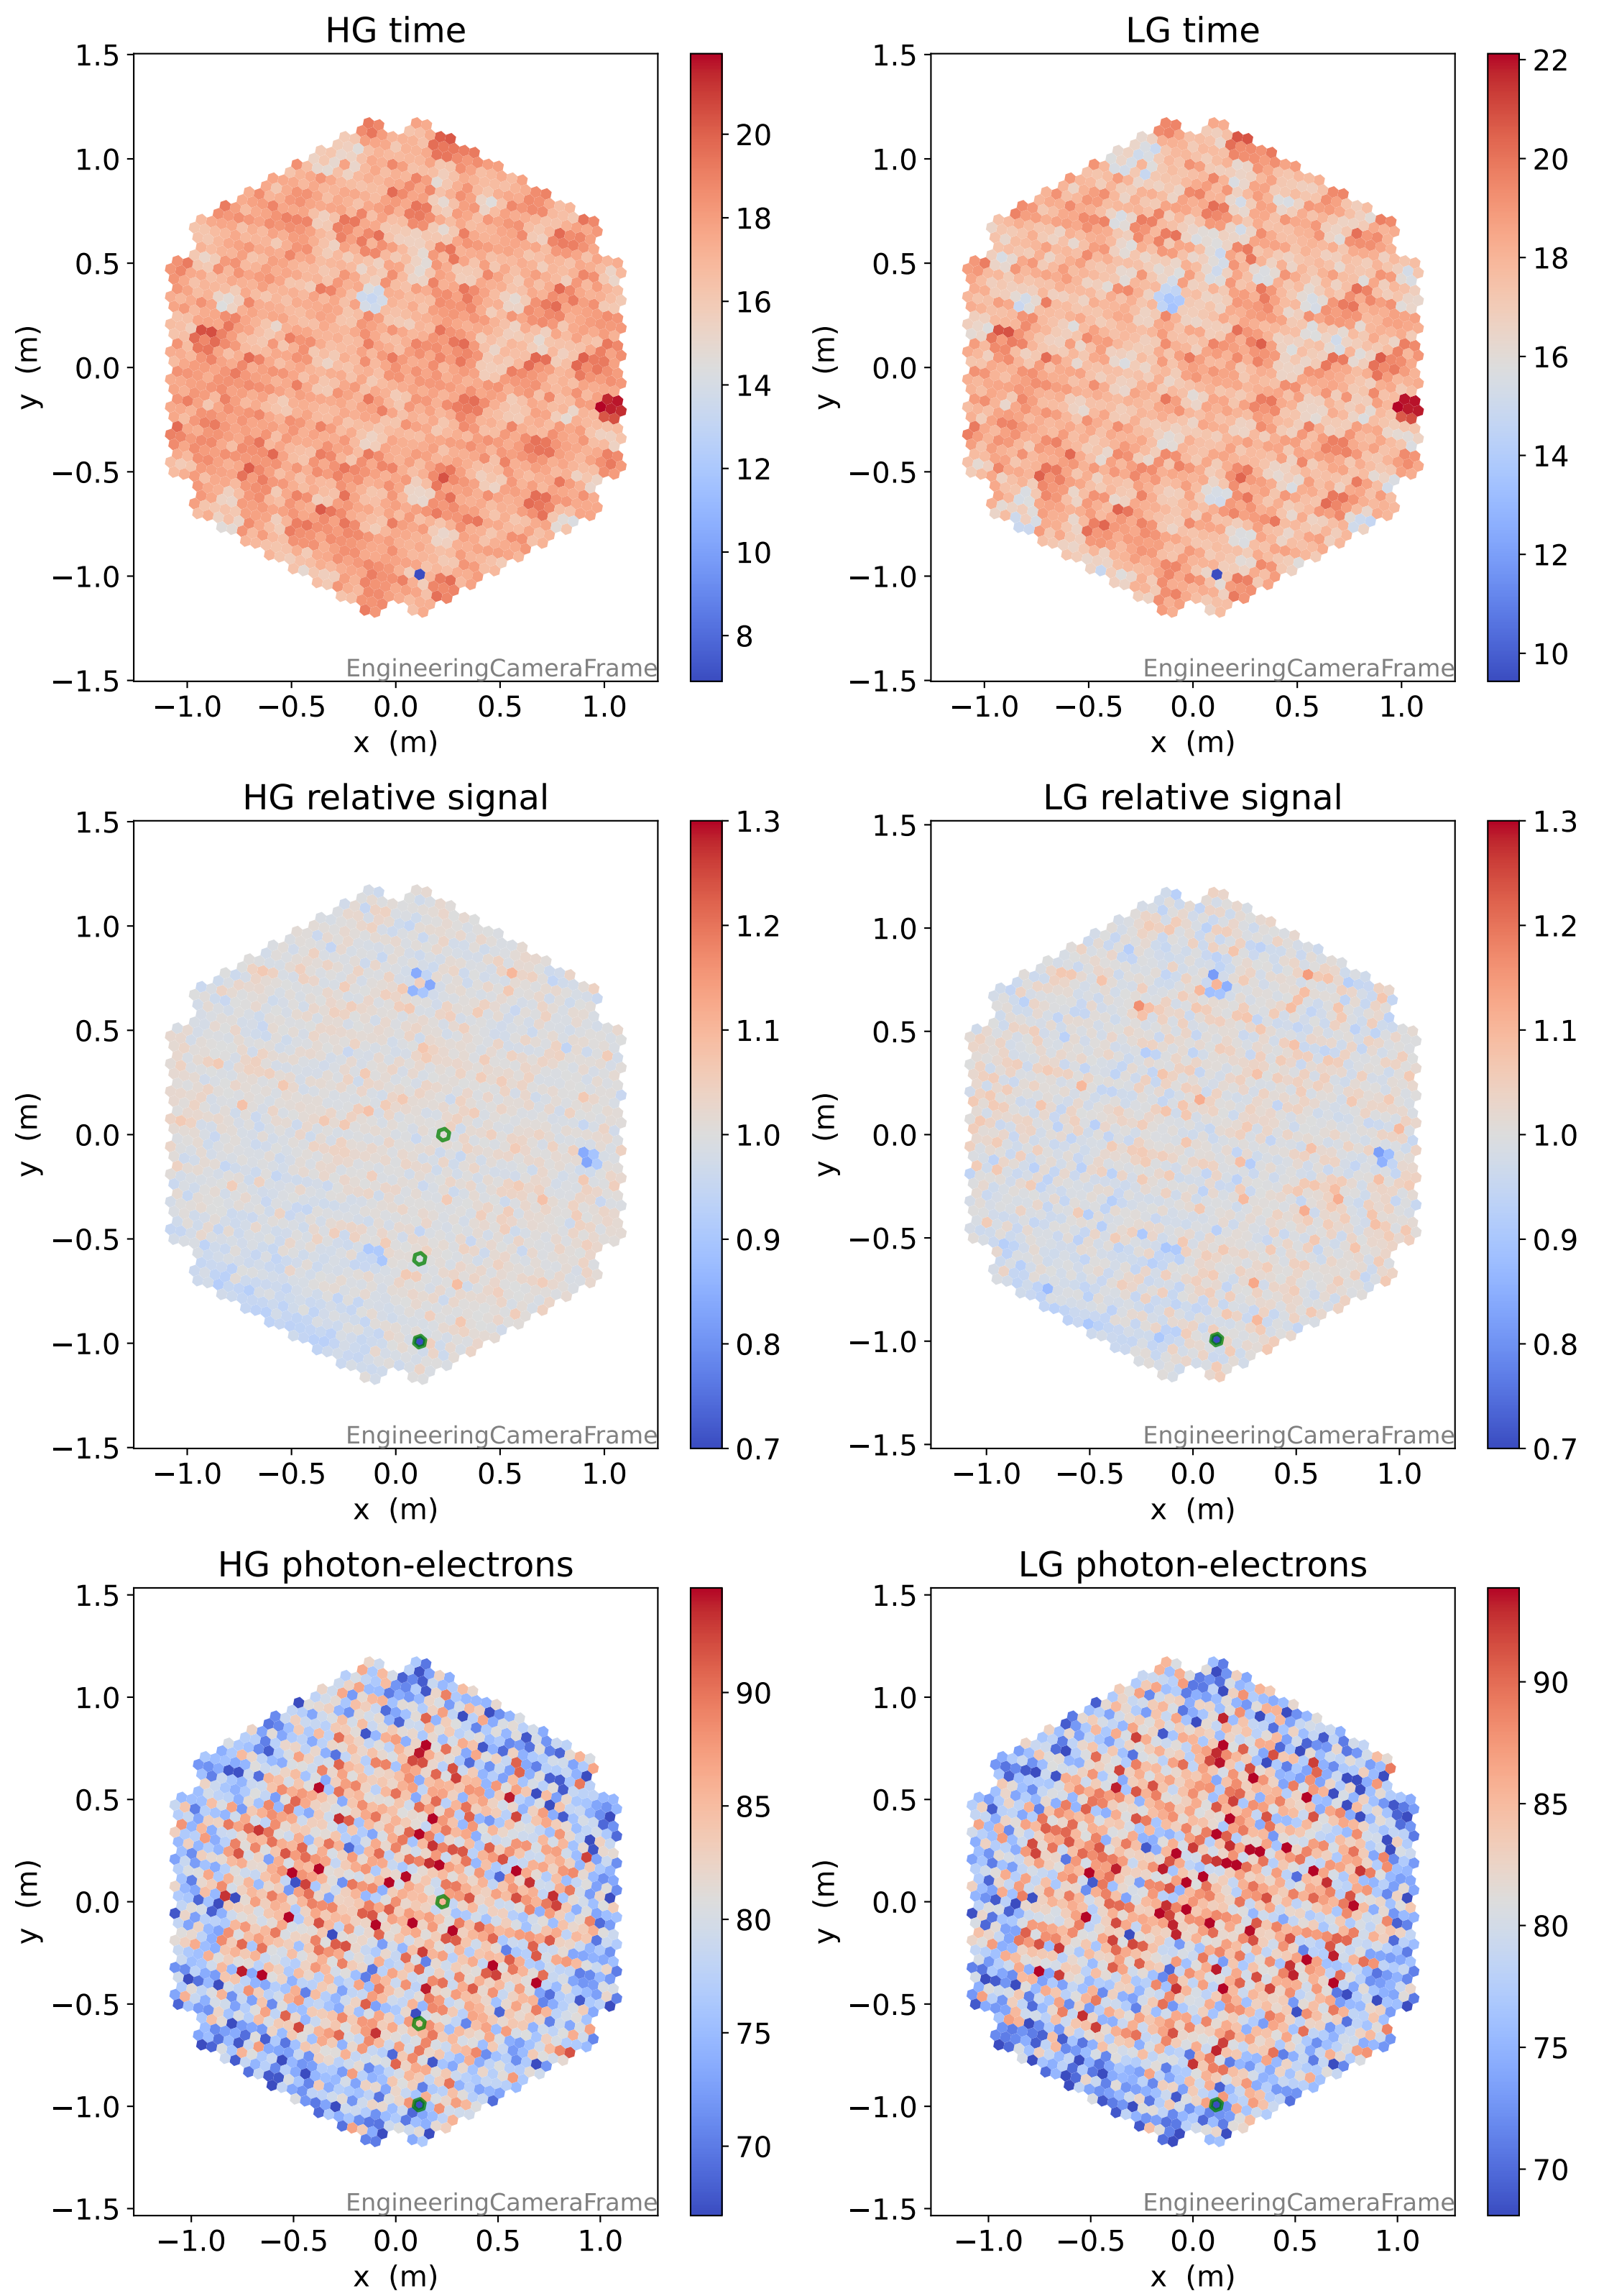 HG time
1.5
1.0
0.5
0.0
−0.5
−1.0
−1.5
y (m)
EngineeringCameraFrame
−1.0 −0.5 0.0 0.5 1.0
x (m)
20
18
16
14
12
10
8
LG time
1.5
1.0
0.5
0.0
−0.5
−1.0
−1.5
y (m)
EngineeringCameraFrame
−1.0 −0.5 0.0 0.5 1.0
x (m)
22
20
18
16
14
12
10
HG relative signal
1.5
1.0
0.5
0.0
−0.5
−1.0
−1.5
y (m)
EngineeringCameraFrame
−1.0 −0.5 0.0 0.5 1.0
x (m)
1.3
1.2
1.1
1.0
0.9
0.8
0.7
LG relative signal
1.5
1.0
0.5
0.0
−0.5
−1.0
−1.5
y (m)
EngineeringCameraFrame
−1.0 −0.5 0.0 0.5 1.0
x (m)
1.3
1.2
1.1
1.0
0.9
0.8
0.7
HG photon-electrons
1.5
1.0
0.5
0.0
−0.5
−1.0
−1.5
y (m)
EngineeringCameraFrame
−1.0 −0.5 0.0 0.5 1.0
x (m)
90
85
80
75
70
LG photon-electrons
1.5
1.0
0.5
0.0
−0.5
−1.0
−1.5
y (m)
EngineeringCameraFrame
−1.0 −0.5 0.0 0.5 1.0
x (m)
90
85
80
75
70